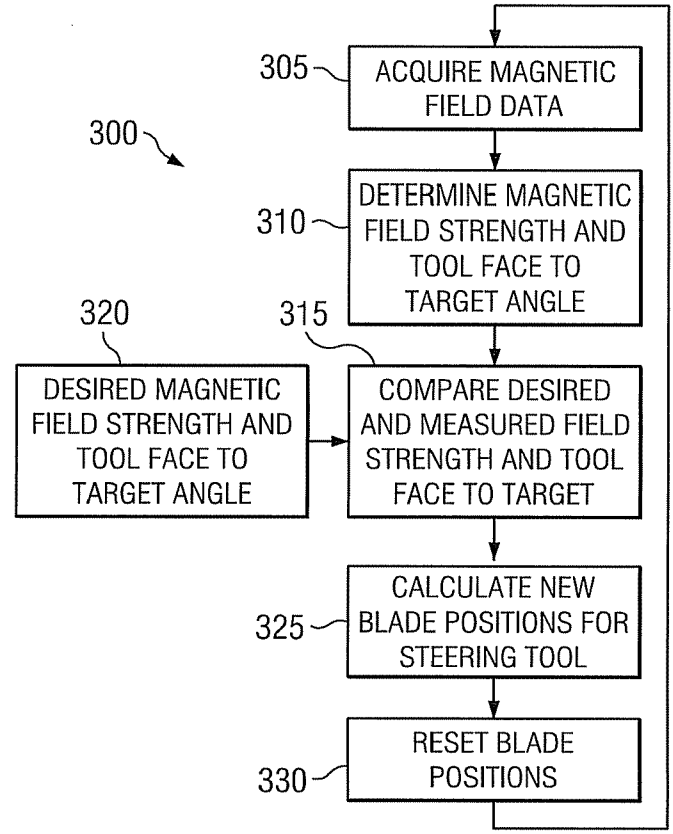 305
ACQUIRE MAGNETIC
FIELD DATA
300
310
DETERMINE MAGNETIC
FIELD STRENGTH AND
TOOL FACE TO
TARGET ANGLE
320
DESIRED MAGNETIC
FIELD STRENGTH AND
TOOL FACE TO
TARGET ANGLE
315
COMPARE DESIRED
AND MEASURED FIELD
STRENGTH AND TOOL
FACE TO TARGET
325
CALCULATE NEW
BLADE POSITIONS FOR
STEERING TOOL
330
RESET BLADE
POSITIONS